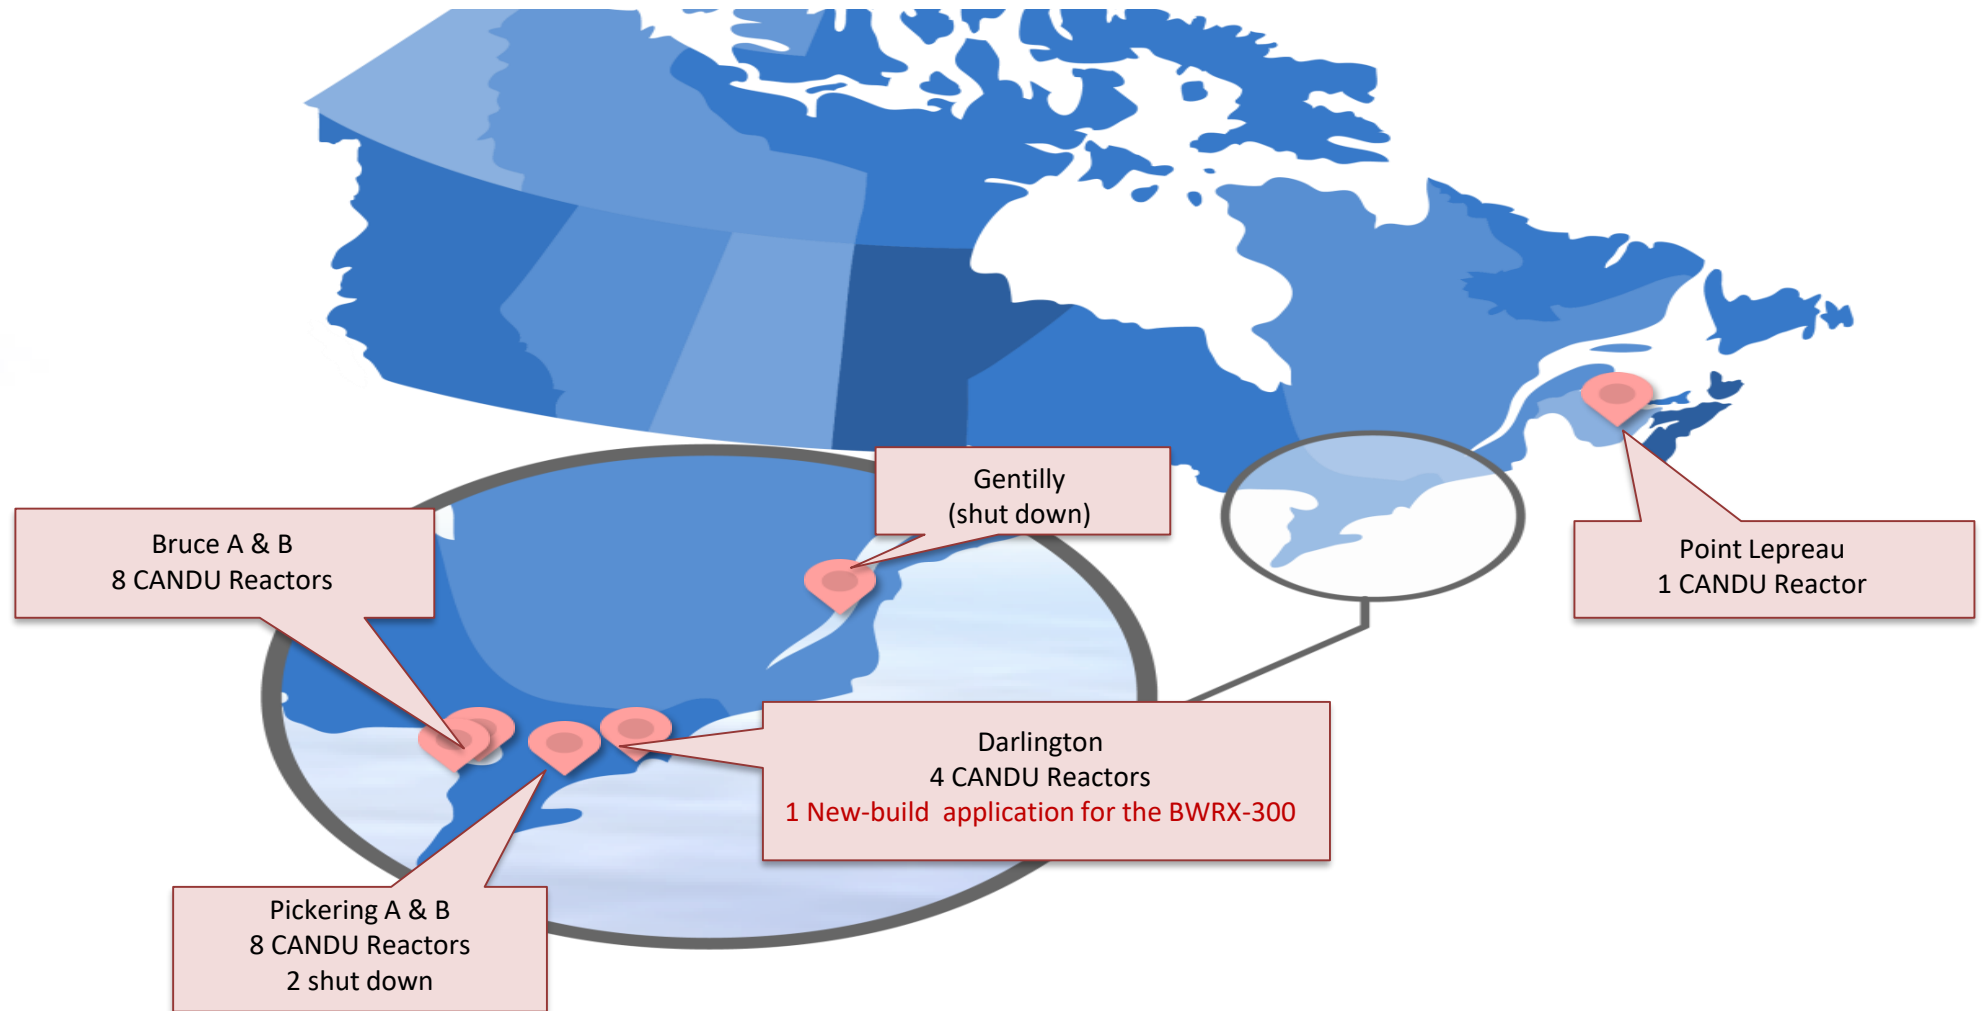 Gentilly
(shut down)
Bruce A & B
8 CANDU Reactors
Point Lepreau
1 CANDU Reactor
Darlington
4 CANDU Reactors
1 New-build  application for the BWRX-300
Pickering A & B
8 CANDU Reactors
2 shut down